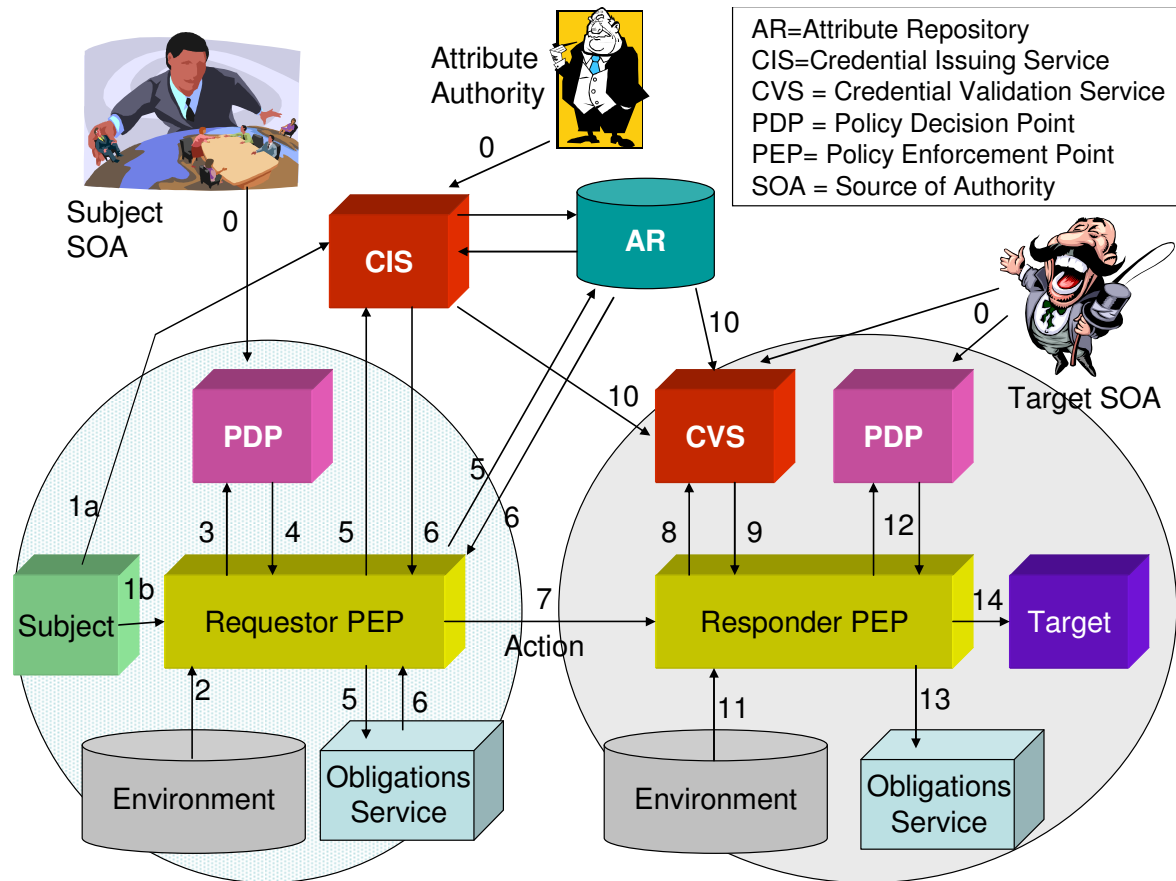 Attribute
Authority
AR=Attribute Repository
CIS=Credential Issuing Service
CVS = Credential Validation Service
PDP = Policy Decision Point
PEP= Policy Enforcement Point
SOA = Source of Authority
Subject
SOA
0
0
CIS
AR
0
Target SOA
10
10
PDP
CVS
PDP
1a
3
4
5
6
5
6
8
9
12
1b
Subject
Requestor PEP
7
Action
Responder PEP
14
Target
2
5
6
11
13
Environment
Obligations
Service
Environment
Obligations
Service